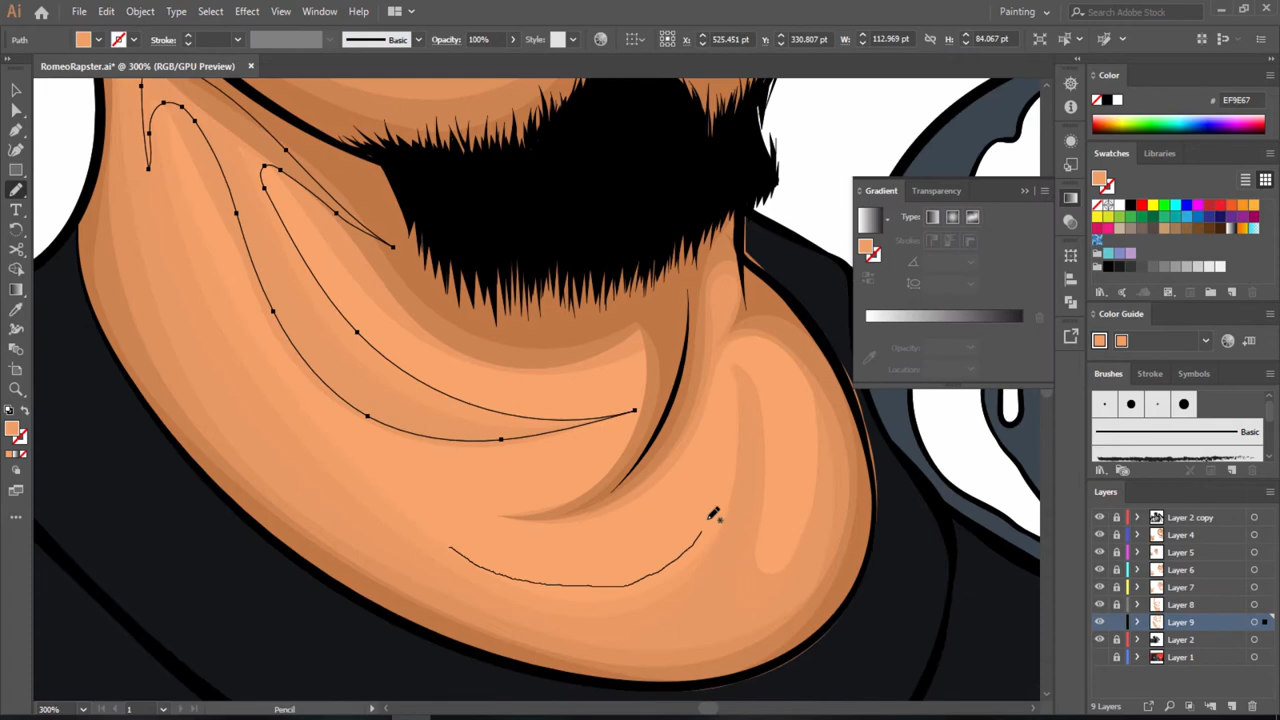 Ai File Edit Object Type Select Effect View Window Help Painting Search Adobe Stock
Path Stroke: Basic Opacity: 100% Style: X: 525.451 pt Y: 330.807 pt W: 112.969 pt H: 84.067 pt
RomeoRapster.ai* @ 300% (RGB/GPU Preview) ×
Color
# EF9E67
Swatches Libraries
Gradient Transparency
Type:
Stroke:
Opacity:
Location:
Color Guide
Brushes Stroke Symbols
Basic
Layers
Layer 2 copy
Layer 4
Layer 5
Layer 6
Layer 7
Layer 8
Layer 9
Layer 2
Layer 1
9 Layers
300% 1 Pencil